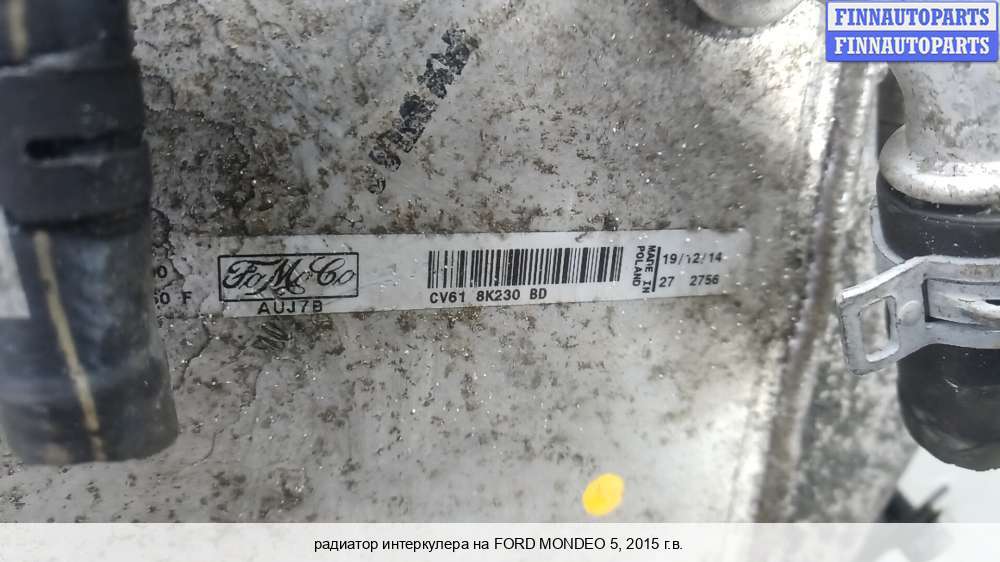 FINNAUTOPARTS
FINNAUTOPARTS
FoMoCo
AUJ7B
CV61 8K230 BD
MADE IN
POLAND
19/12/14
27 2756
радиатор интеркулера на FORD MONDEO 5, 2015 г.в.